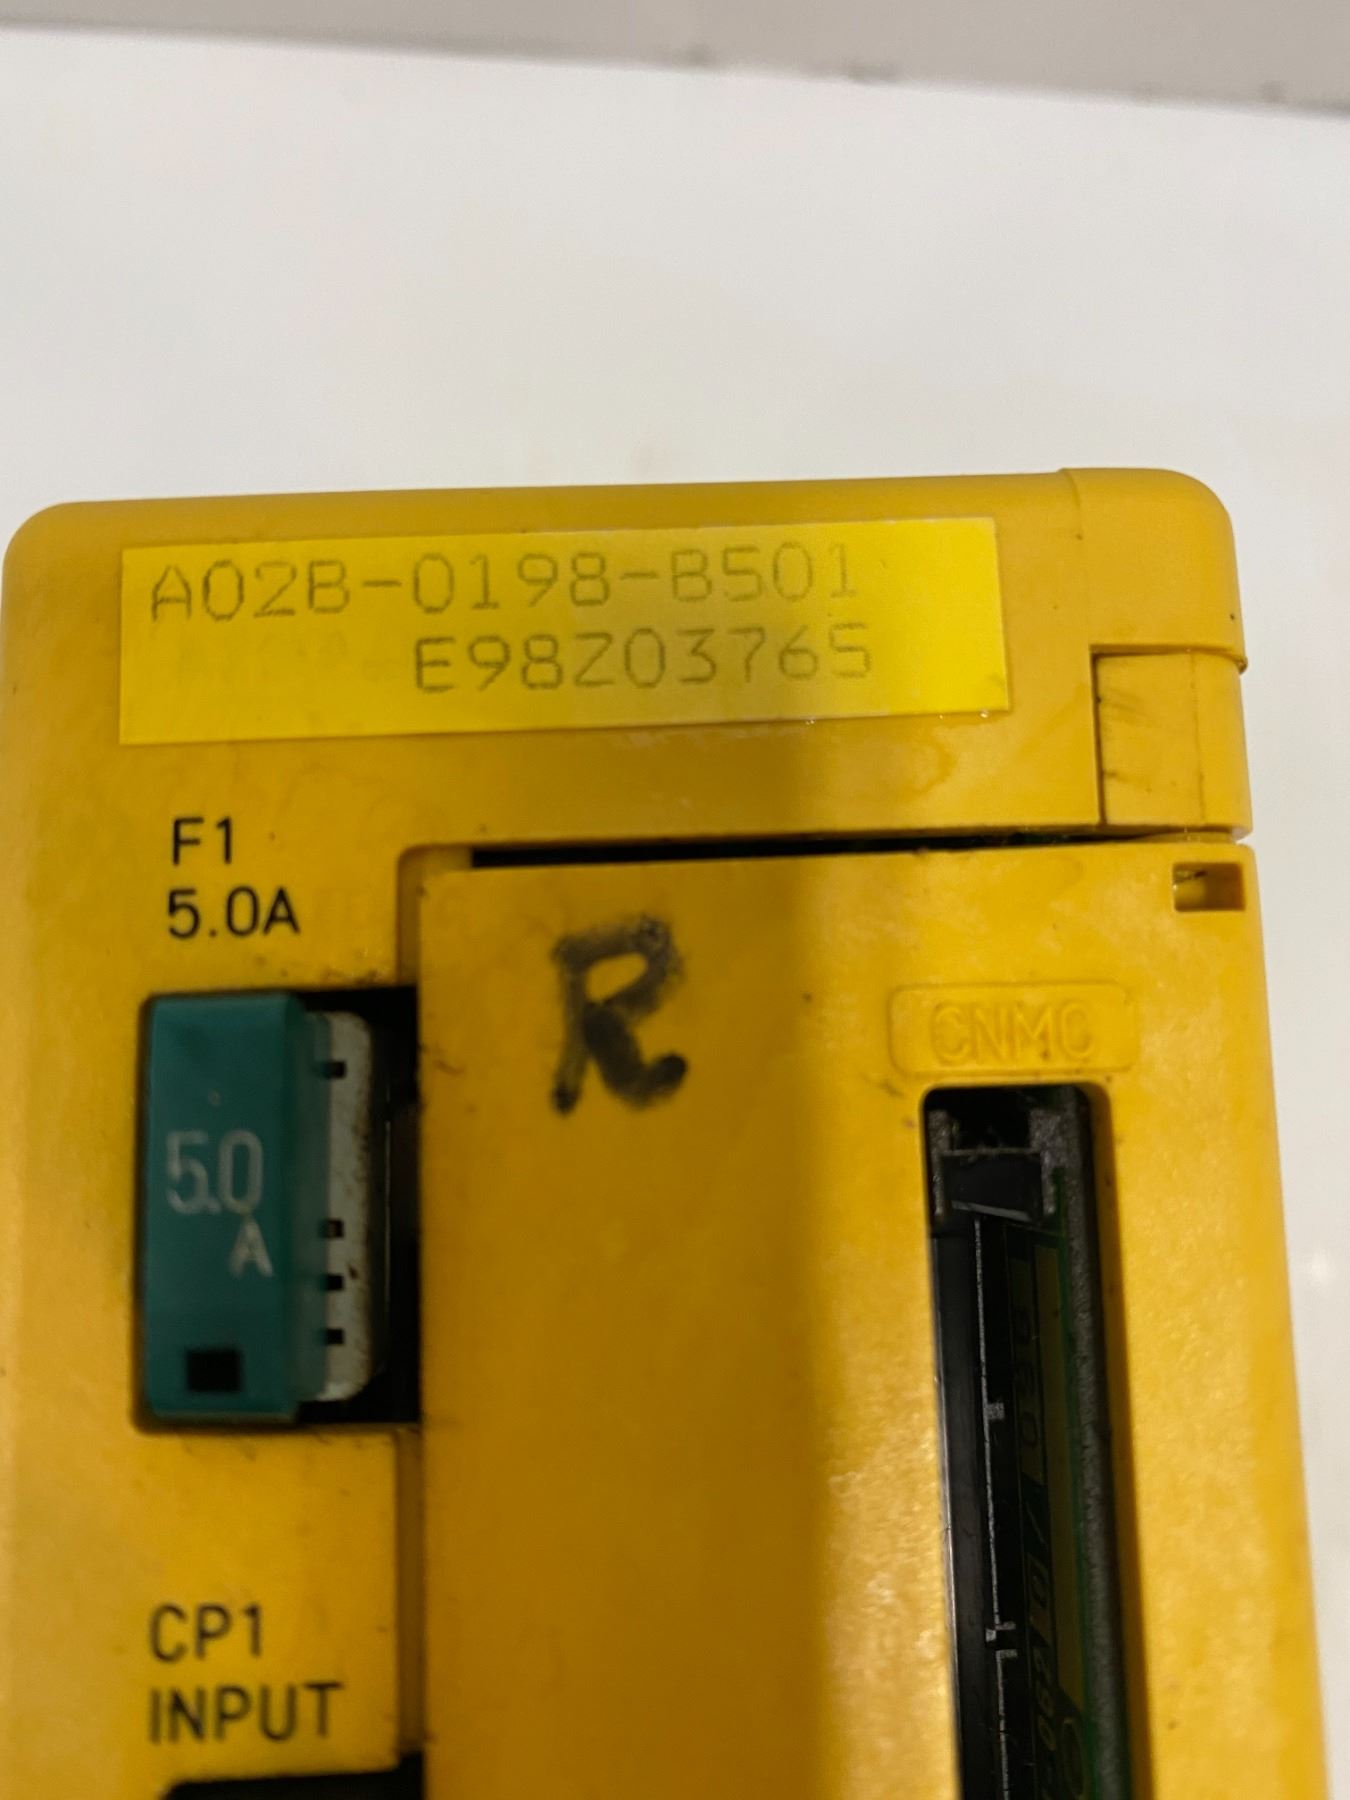 A02B-0198-B501
E98Z03765
F1
5.0A
R
CNMC
5.0
A
CP1
INPUT